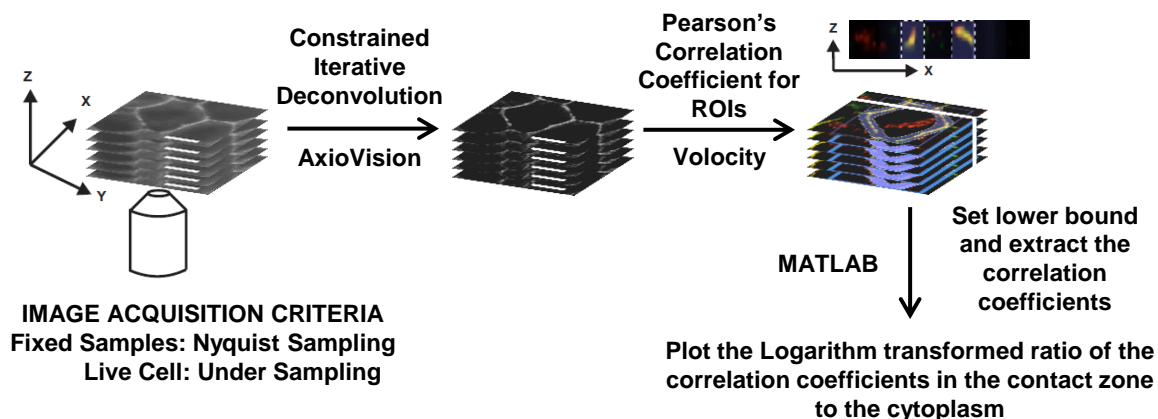 Constrained
Iterative
Deconvolution
AxioVision
Pearson's
Correlation
Coefficient for
ROIs
Volocity
Z
X
Z
X
Y
MATLAB
Set lower bound
and extract the
correlation
coefficients
IMAGE ACQUISITION CRITERIA
Fixed Samples: Nyquist Sampling
Live Cell: Under Sampling
Plot the Logarithm transformed ratio of the
correlation coefficients in the contact zone
to the cytoplasm